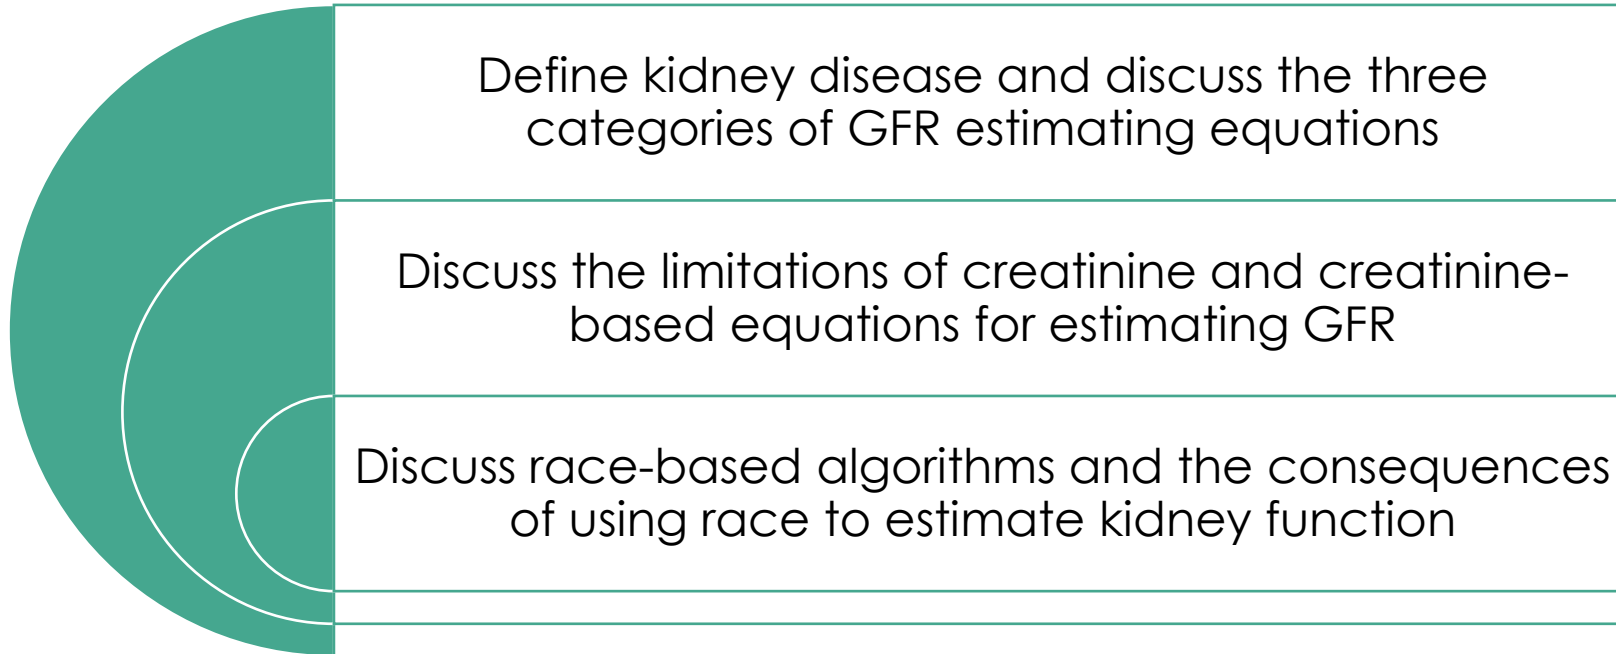 Define kidney disease and discuss the three
categories of GFR estimating equations
Discuss the limitations of creatinine and creatinine-
based equations for estimating GFR
Discuss race-based algorithms and the consequences
of using race to estimate kidney function